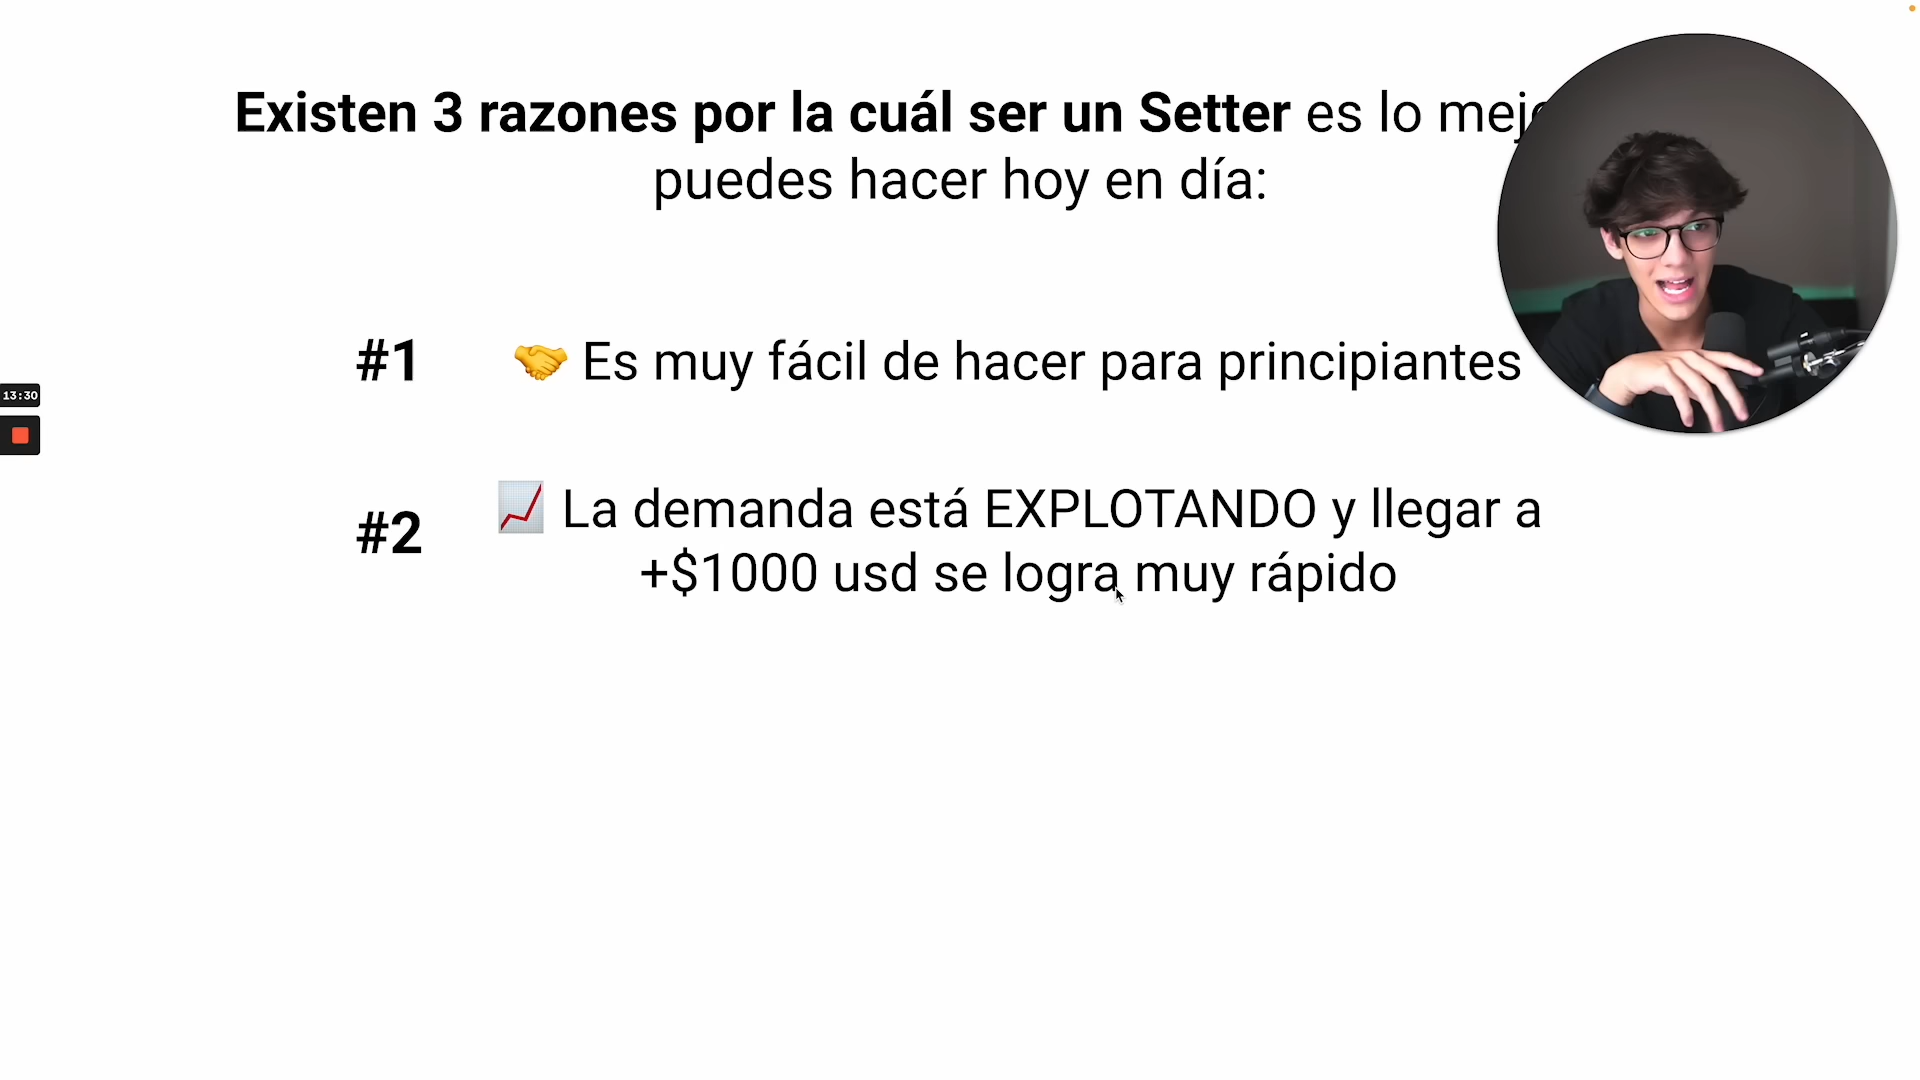 Existen 3 razones por la cuál ser un Setter es lo
puedes hacer hoy en día:
#1 🤝 Es muy fácil de hacer para principiantes
13:30
#2 📈 La demanda está EXPLOTANDO y llegar a
+$1000 usd se logra muy rápido